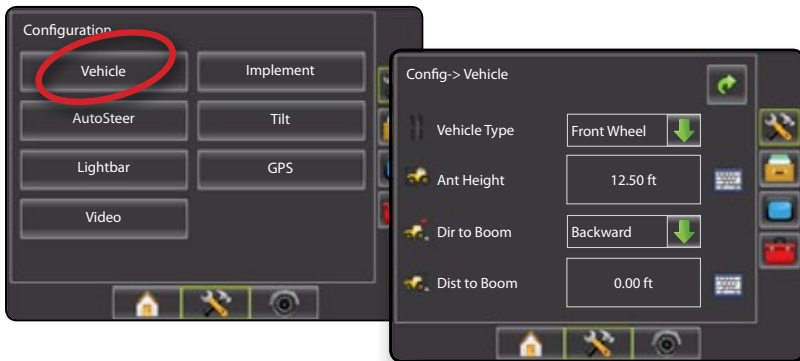 Configuration
Vehicle Implement
AutoSteer Tilt
Lightbar GPS
Video
Config-> Vehicle
Vehicle Type Front Wheel
Ant Height 12.50 ft
Dir to Boom Backward
Dist to Boom 0.00 ft